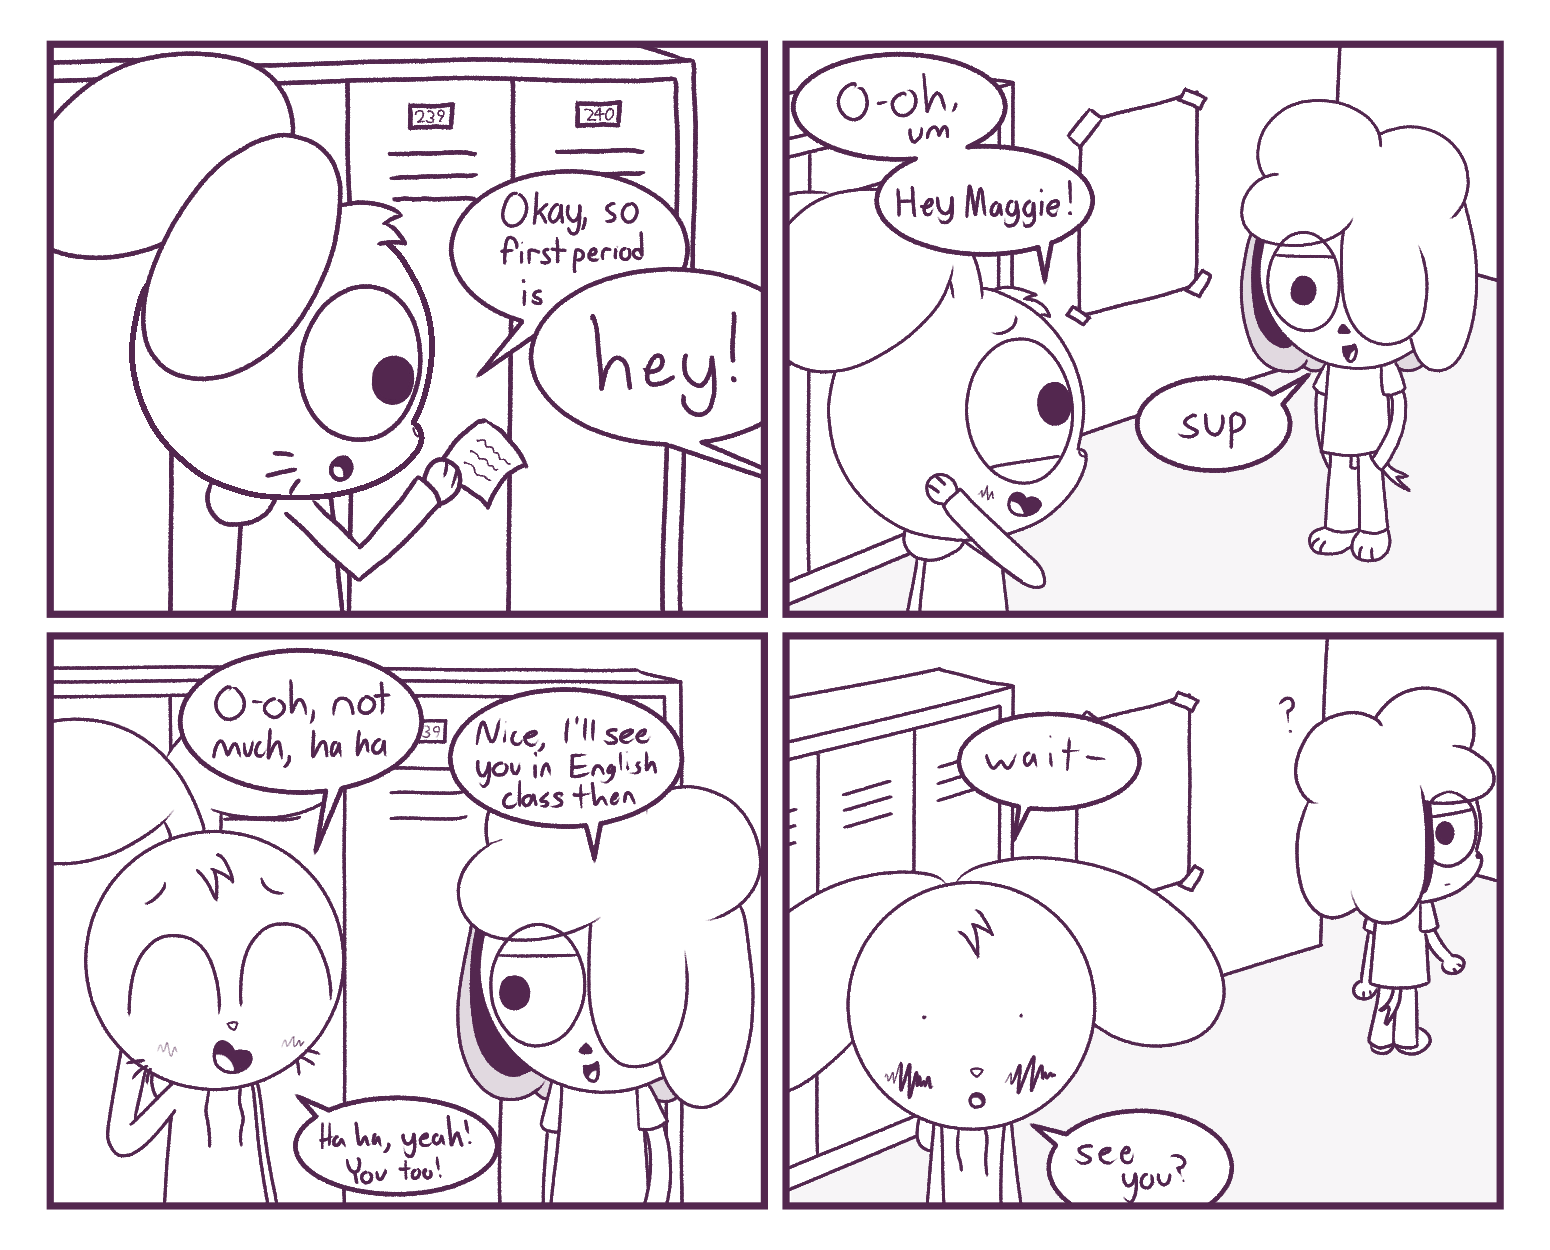 239
240
Okay, so
first period
is
hey!
O-oh,
um
Hey Maggie!
sup
O-oh, not
much, ha ha
39
Nice, I'll see
you in English
class then
Ha ha, yeah!
You too!
?
wait-
see
you?